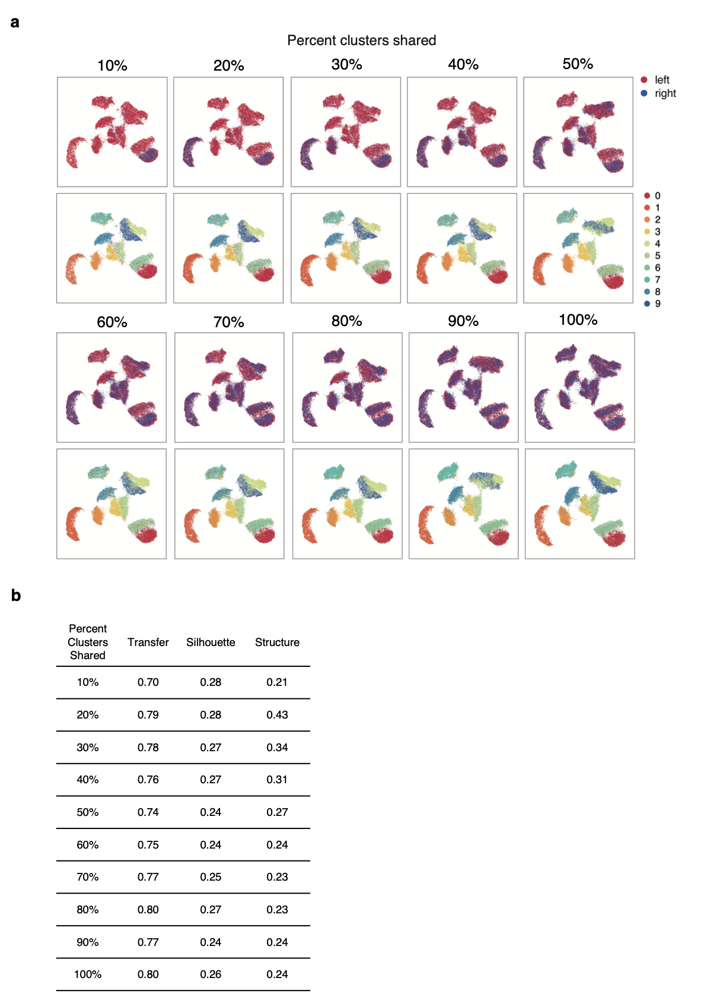 a
Percent clusters shared
10% 20% 30% 40% 50%
left
right
0
1
2
3
4
5
6
7
8
9
60% 70% 80% 90% 100%
b
Percent
Clusters
Shared
Transfer Silhouette Structure
10% 0.70 0.28 0.21
20% 0.79 0.28 0.43
30% 0.78 0.27 0.34
40% 0.76 0.27 0.31
50% 0.74 0.24 0.27
60% 0.75 0.24 0.24
70% 0.77 0.25 0.23
80% 0.80 0.27 0.23
90% 0.77 0.24 0.24
100% 0.80 0.26 0.24